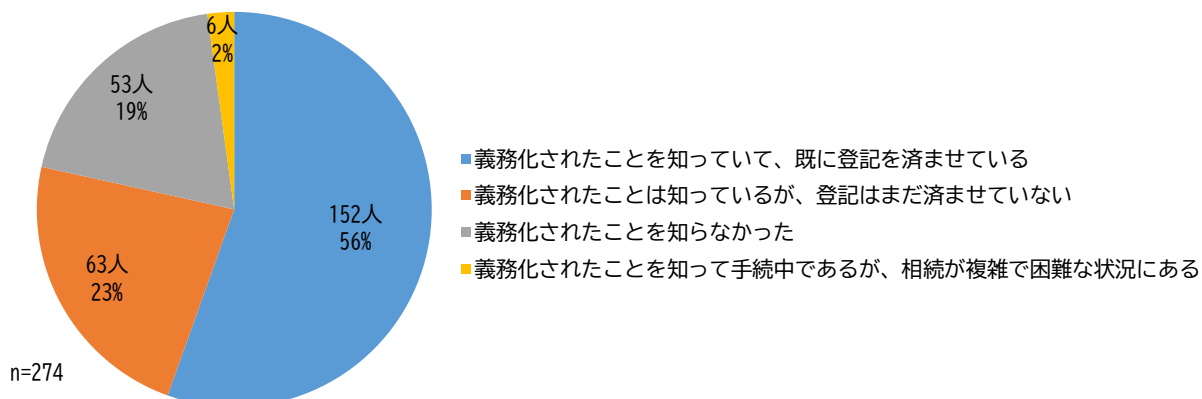 6人
2%
53人
19%
152人
56%
63人
23%
n=274
義務化されたことを知っていて、既に登記を済ませている
義務化されたことは知っているが、登記はまだ済ませていない
義務化されたことを知らなかった
義務化されたことを知って手続中であるが、相続が複雑で困難な状況にある